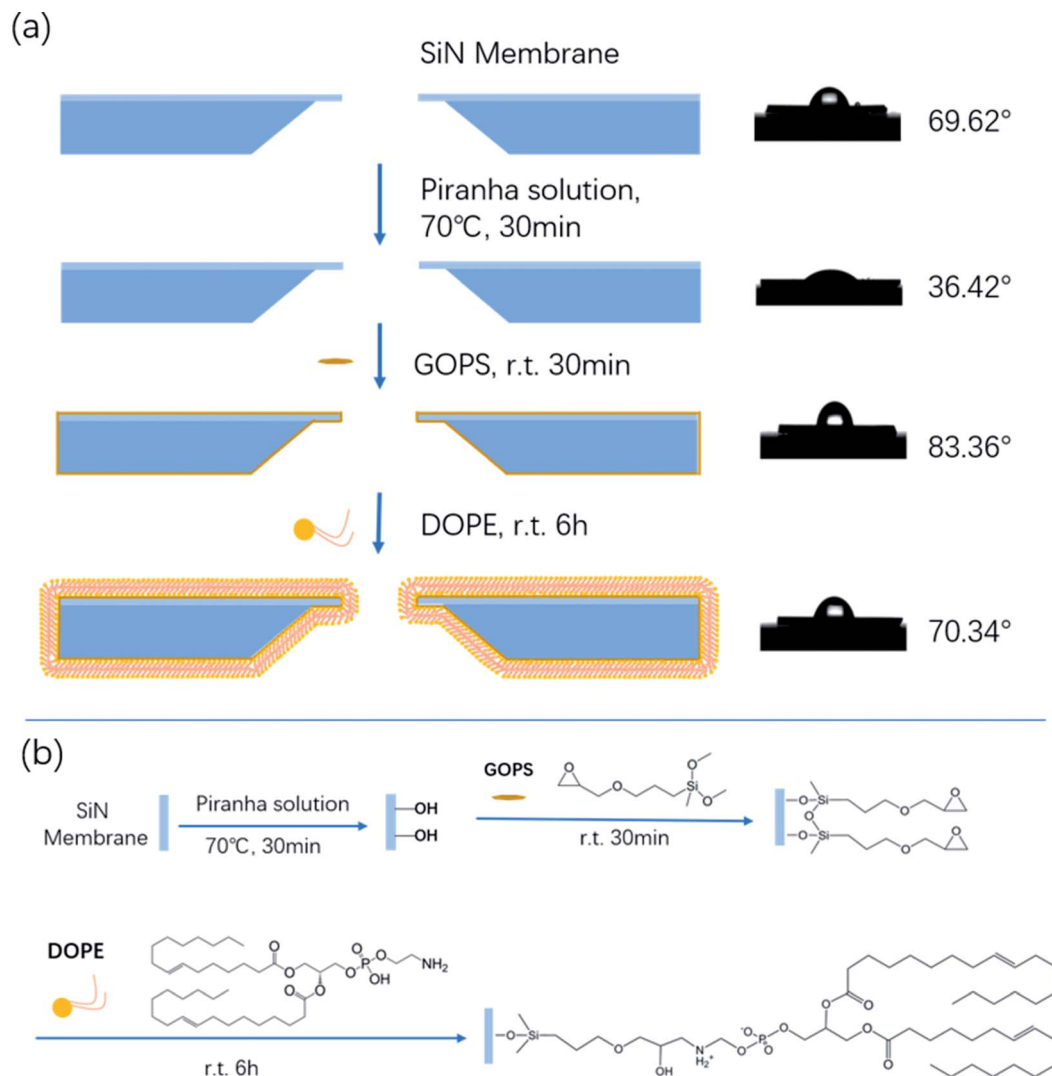 (a)
SiN Membrane
69.62°
Piranha solution,
70℃, 30min
36.42°
GOPS, r.t. 30min
83.36°
DOPE, r.t. 6h
70.34°
(b)
SiN
Membrane
Piranha solution
70℃, 30min
OH
OH
GOPS
O
O
Si
O
O
r.t. 30min
O
Si
O
O
O
O
Si
O
O
DOPE
O
O
O
O
O
P
O
OH
NH₂
r.t. 6h
O
Si
O
OH
N
H₂⁺
O
⁻O
P
O₂
O
O
O
O
O